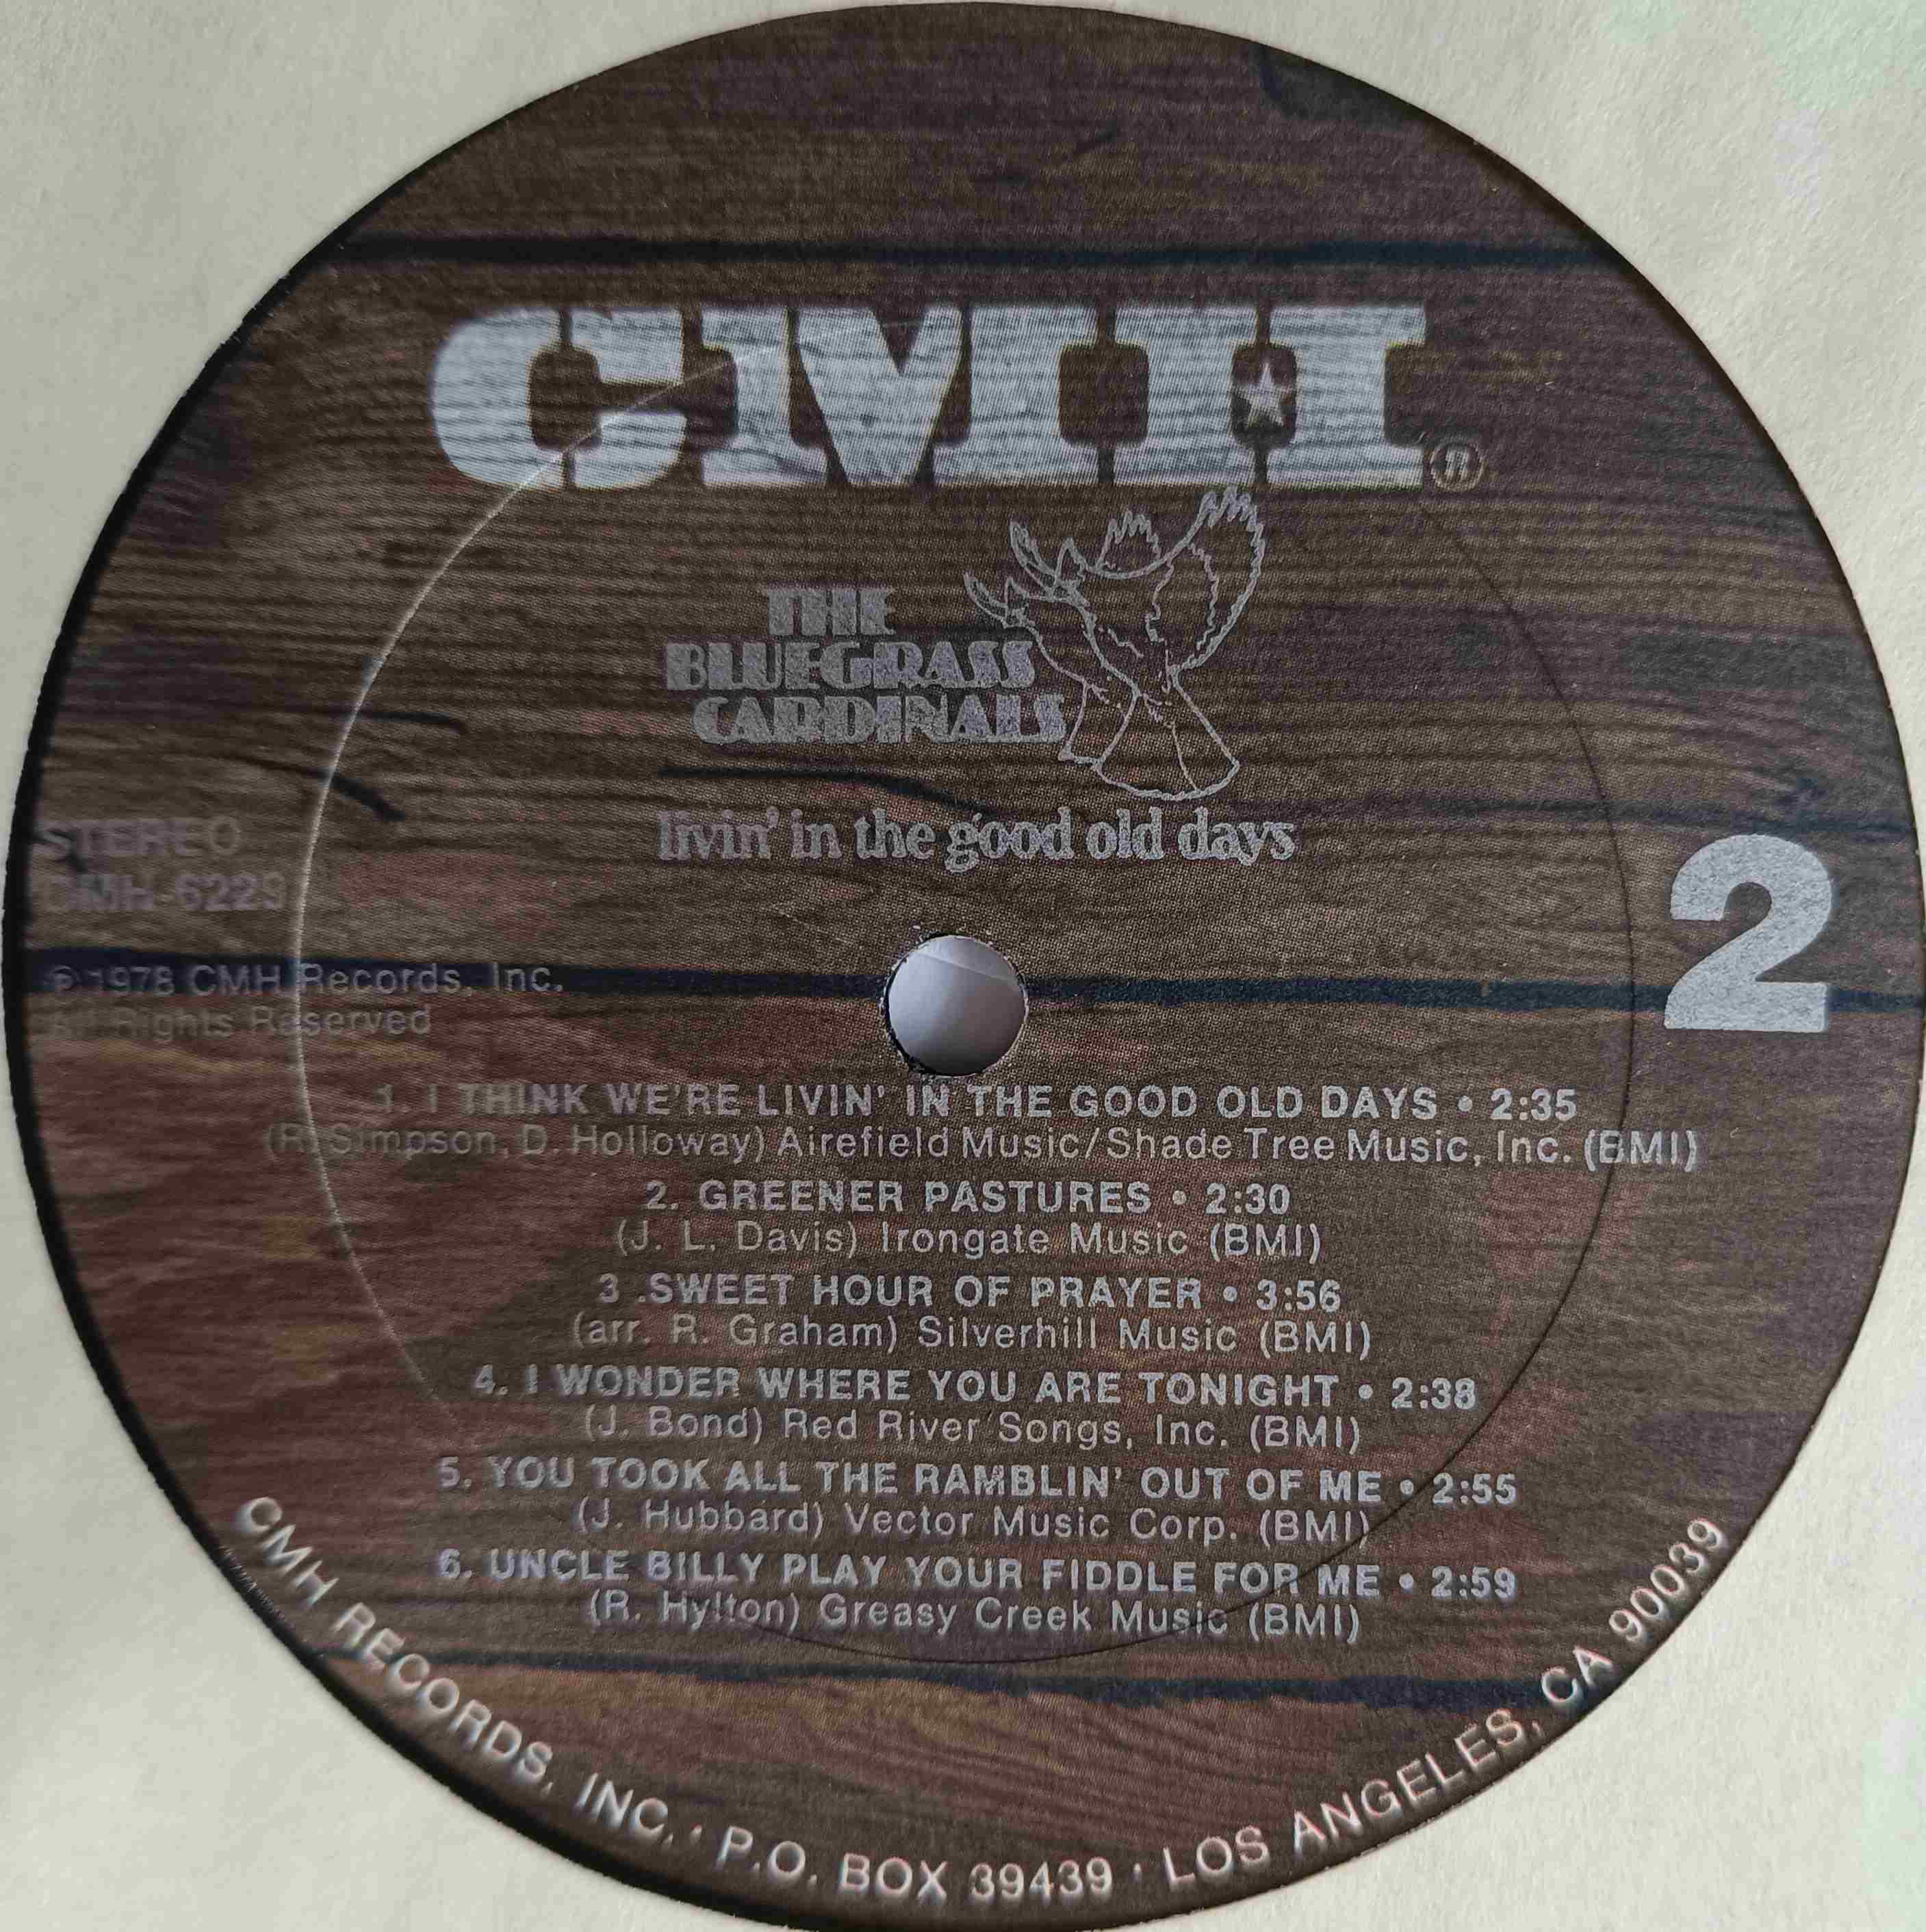 CMH®
THE
BLUEGRASS
CARDINALS
livin' in the good old days
STEREO
CMH-6229
2
℗ 1978 CMH Records, Inc.
All Rights Reserved
1. I THINK WE'RE LIVIN' IN THE GOOD OLD DAYS • 2:35
(R. Simpson, D. Holloway) Airefield Music/Shade Tree Music, Inc. (BMI)
2. GREENER PASTURES • 2:30
(J. L. Davis) Irongate Music (BMI)
3 .SWEET HOUR OF PRAYER • 3:56
(arr. R. Graham) Silverhill Music (BMI)
4. I WONDER WHERE YOU ARE TONIGHT • 2:38
(J. Bond) Red River Songs, Inc. (BMI)
5. YOU TOOK ALL THE RAMBLIN' OUT OF ME • 2:55
(J. Hubbard) Vector Music Corp. (BMI)
6. UNCLE BILLY PLAY YOUR FIDDLE FOR ME • 2:59
(R. Hylton) Greasy Creek Music (BMI)
CMH RECORDS, INC. • P.O. BOX 39439 • LOS ANGELES, CA 90039